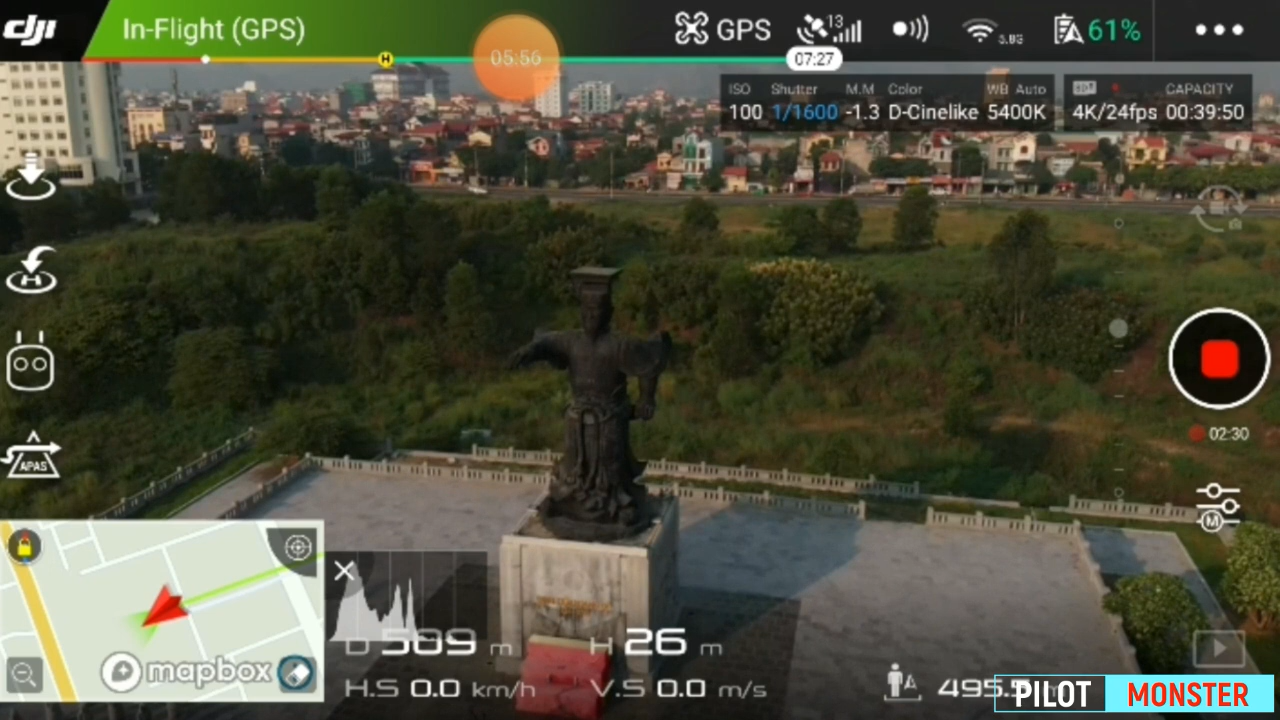 dji In-Flight (GPS) GPS 13 5.8G 61%
05:56
H 07:27
ISO Shutter M.M Color WB Auto CAPACITY
100 1/1600 -1.3 D-Cinelike 5400K 4K/24fps 00:39:50
H
APAS
02:30
M
mapbox
D 509 m H 26 m
H.S 0.0 km/h V.S 0.0 m/s 495.5
PILOT MONSTER